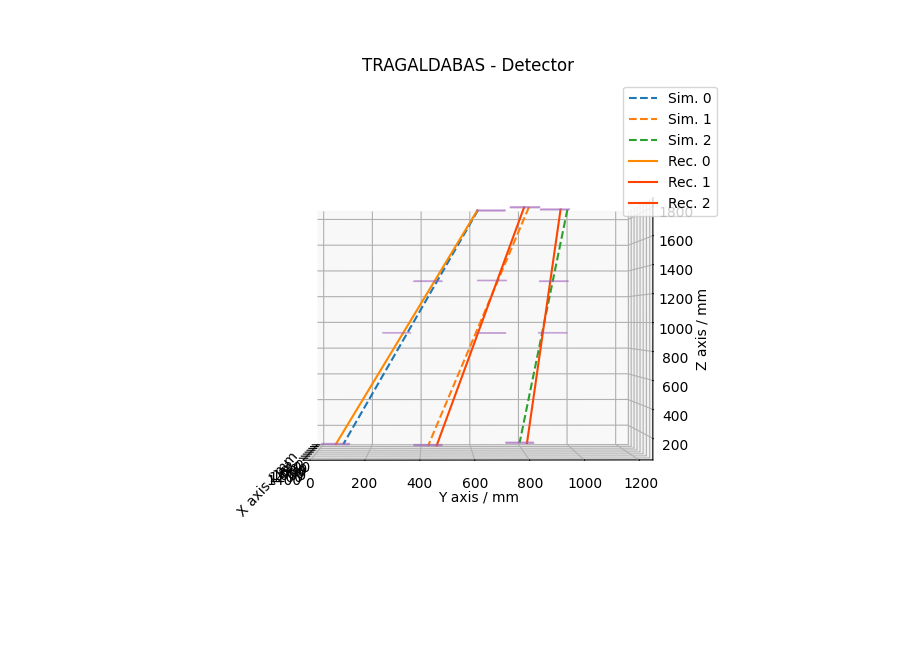 TRAGALDABAS - Detector
Sim. 0
Sim. 1
Sim. 2
Rec. 0
Rec. 1
Rec. 2
1800
1600
1400
1200
1000
800
600
400
200
Z axis / mm
X axis / mm
1400
0 200 400 600 800 1000 1200
Y axis / mm